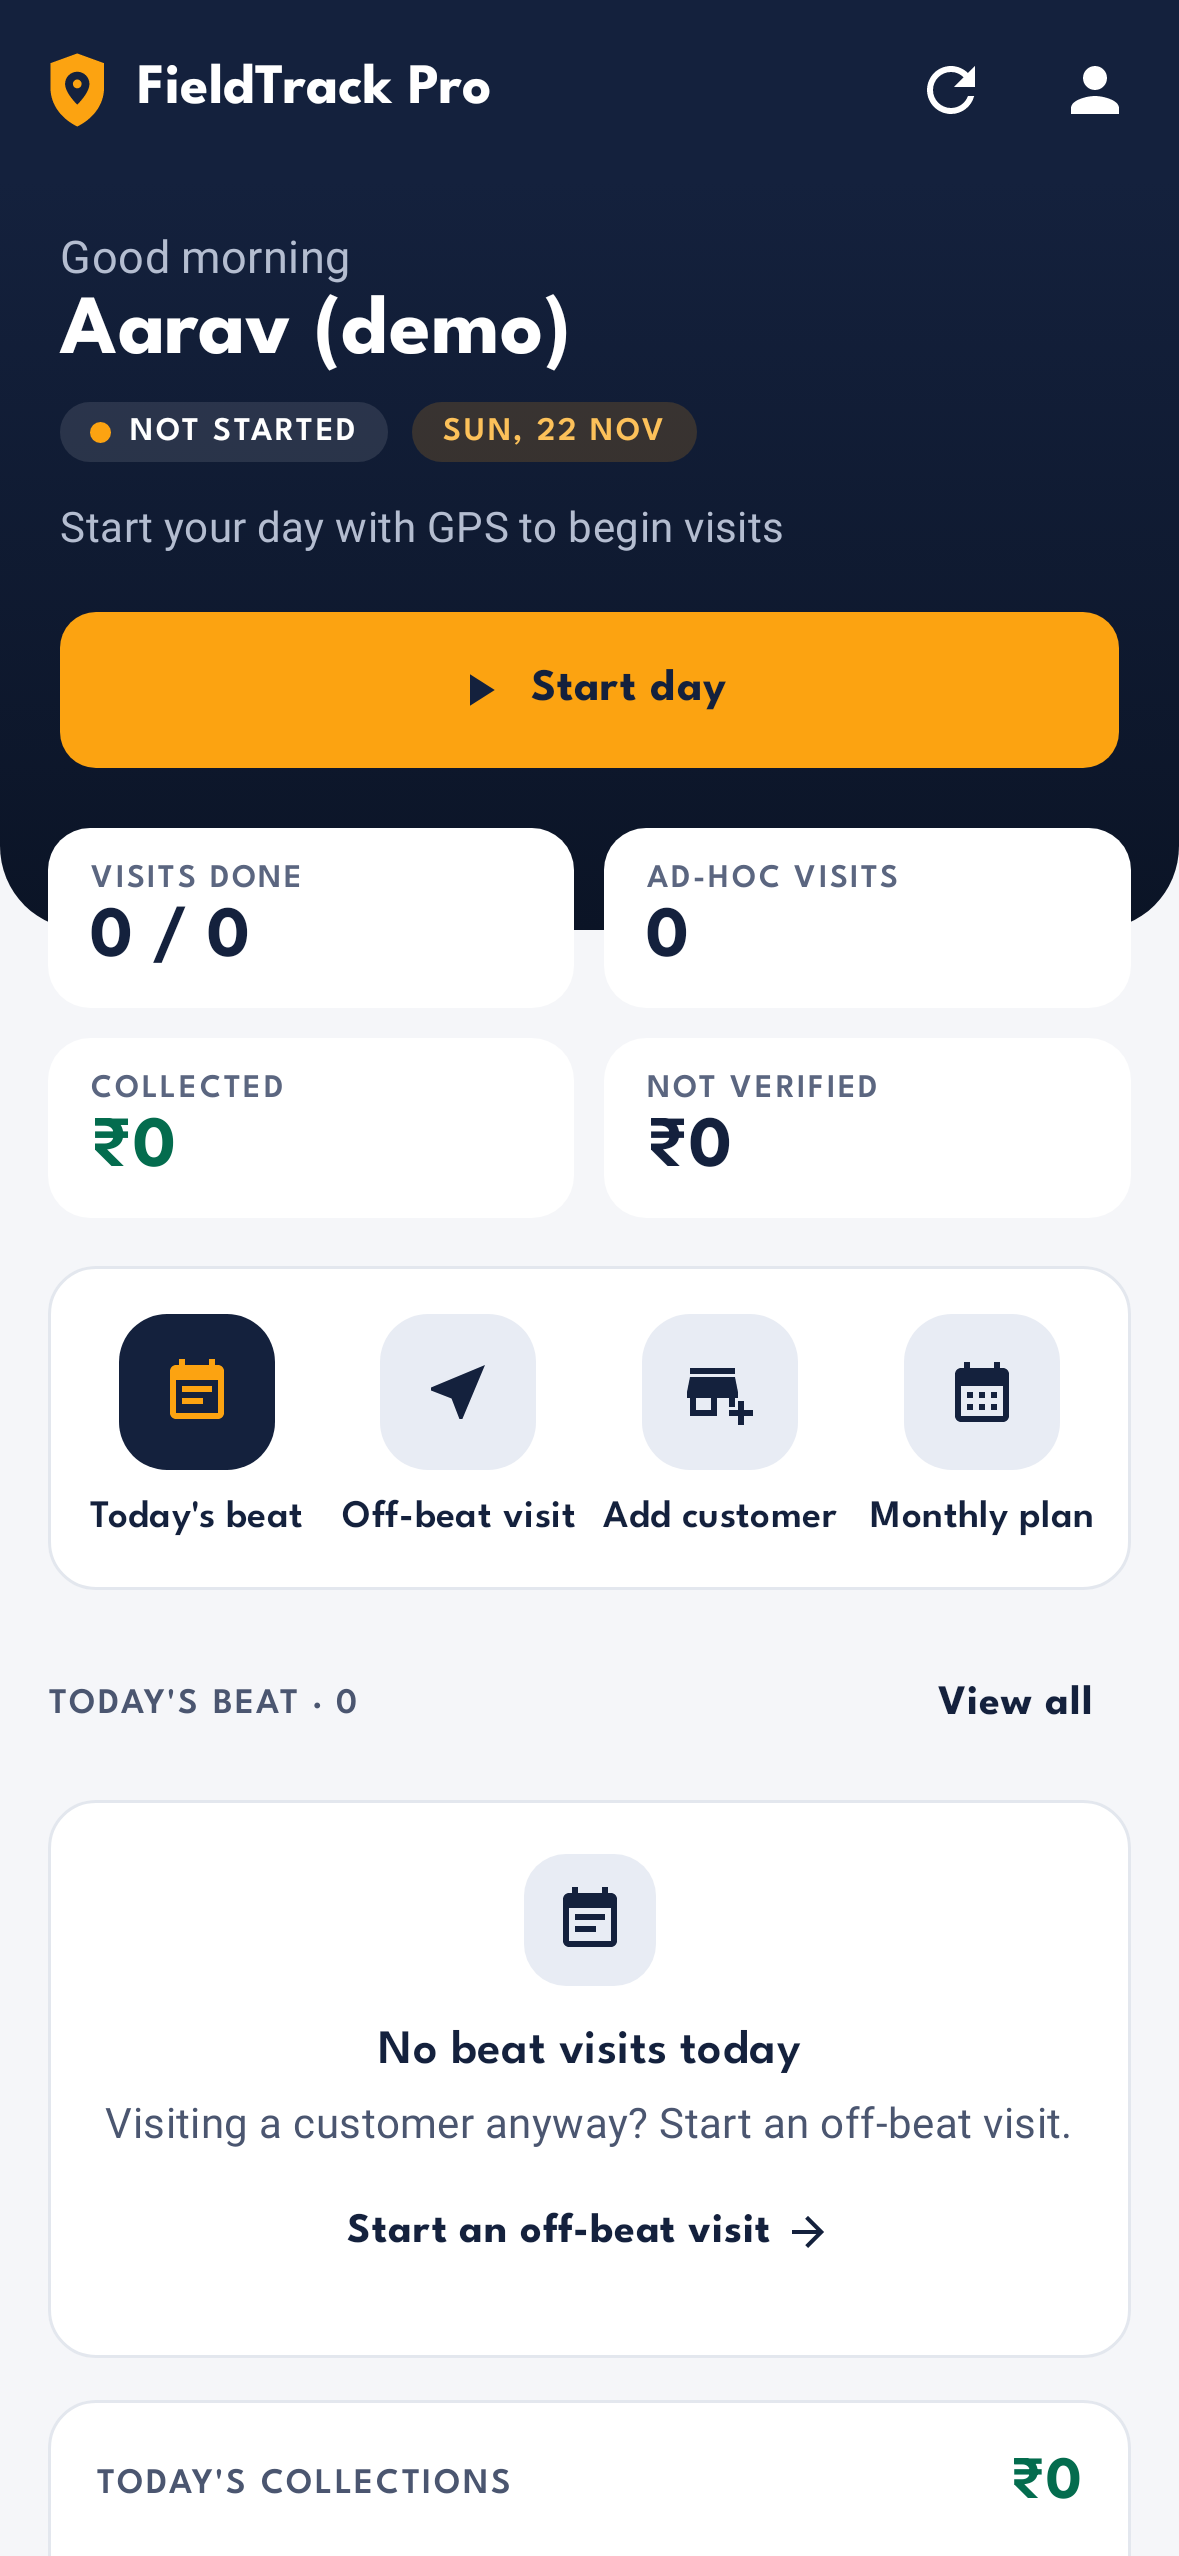 FieldTrack Pro
Good morning
Aarav (demo)
NOT STARTED
SUN, 22 NOV
Start your day with GPS to begin visits
Start day
VISITS DONE
0 / 0
AD-HOC VISITS
0
COLLECTED
₹0
NOT VERIFIED
₹0
Today's beat
Off-beat visit
Add customer
Monthly plan
TODAY'S BEAT · 0
View all
No beat visits today
Visiting a customer anyway? Start an off-beat visit.
Start an off-beat visit →
TODAY'S COLLECTIONS
₹0